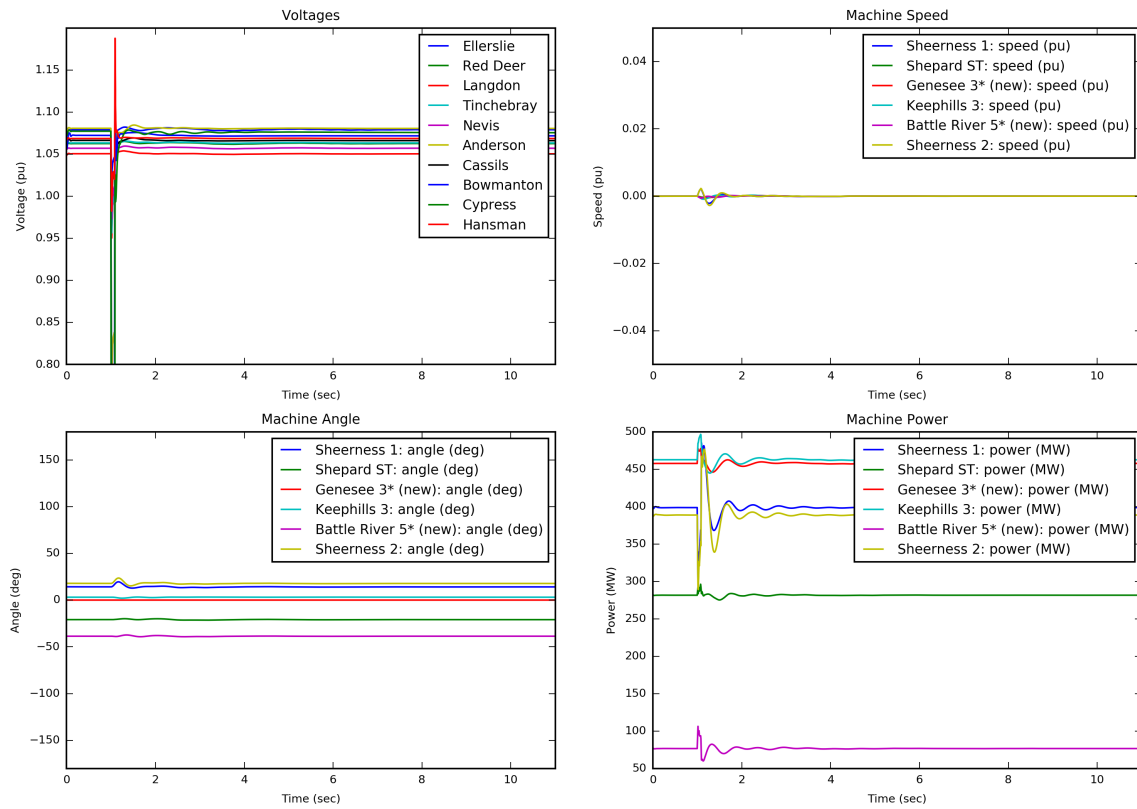 Voltages
1.15
1.10
1.05
1.00
0.95
0.90
0.85
0.80
Voltage (pu)
Ellerslie
Red Deer
Langdon
Tinchebray
Nevis
Anderson
Cassils
Bowmanton
Cypress
Hansman
0 2 4 6 8 10
Time (sec)
Machine Speed
0.04
0.02
0.00
−0.02
−0.04
Speed (pu)
Sheerness 1: speed (pu)
Shepard ST: speed (pu)
Genesee 3* (new): speed (pu)
Keephills 3: speed (pu)
Battle River 5* (new): speed (pu)
Sheerness 2: speed (pu)
0 2 4 6 8 10
Time (sec)
Machine Angle
150
100
50
0
−50
−100
−150
Angle (deg)
Sheerness 1: angle (deg)
Shepard ST: angle (deg)
Genesee 3* (new): angle (deg)
Keephills 3: angle (deg)
Battle River 5* (new): angle (deg)
Sheerness 2: angle (deg)
0 2 4 6 8 10
Time (sec)
Machine Power
500
450
400
350
300
250
200
150
100
50
Power (MW)
Sheerness 1: power (MW)
Shepard ST: power (MW)
Genesee 3* (new): power (MW)
Keephills 3: power (MW)
Battle River 5* (new): power (MW)
Sheerness 2: power (MW)
0 2 4 6 8 10
Time (sec)